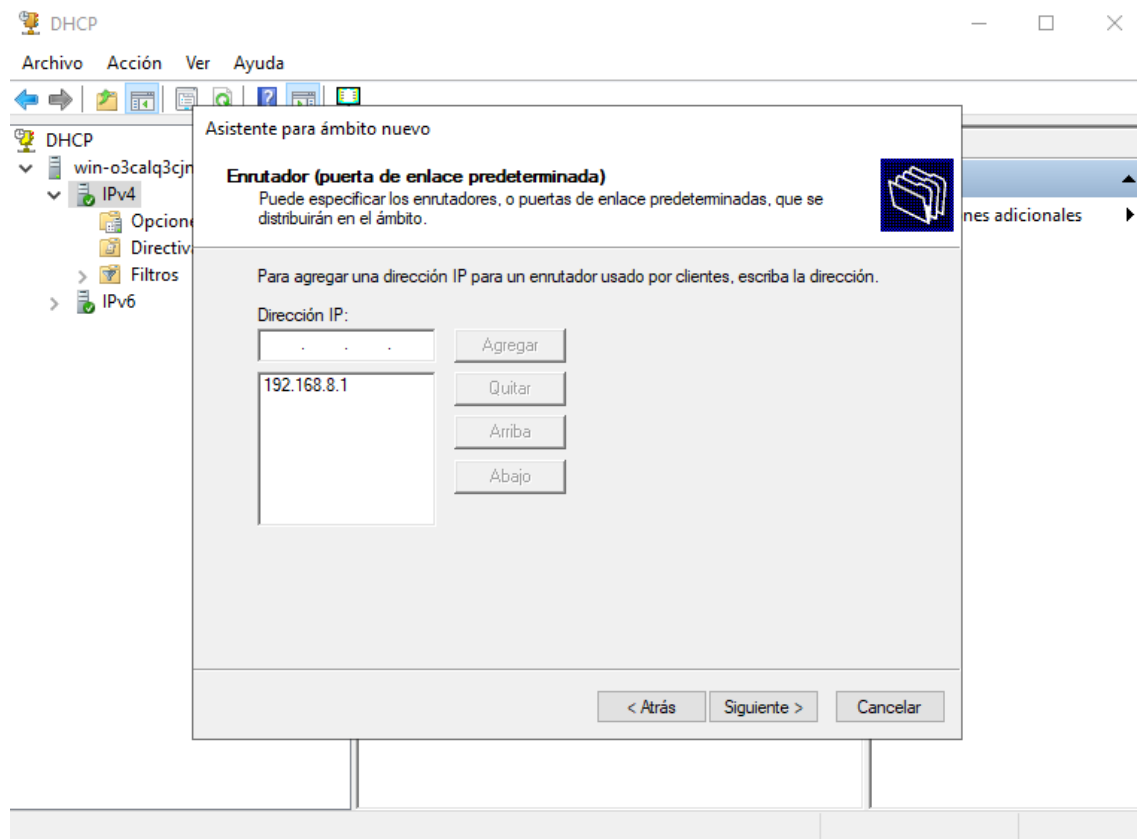 DHCP
Archivo Acción Ver Ayuda
DHCP
win-o3calq3cjn
IPv4
Opcione
Directiv
Filtros
IPv6
Asistente para ámbito nuevo
Enrutador (puerta de enlace predeterminada)
Puede especificar los enrutadores, o puertas de enlace predeterminadas, que se
distribuirán en el ámbito.
Para agregar una dirección IP para un enrutador usado por clientes, escriba la dirección.
Dirección IP:
. . .
Agregar
192.168.8.1
Quitar
Arriba
Abajo
< Atrás Siguiente > Cancelar
nes adicionales